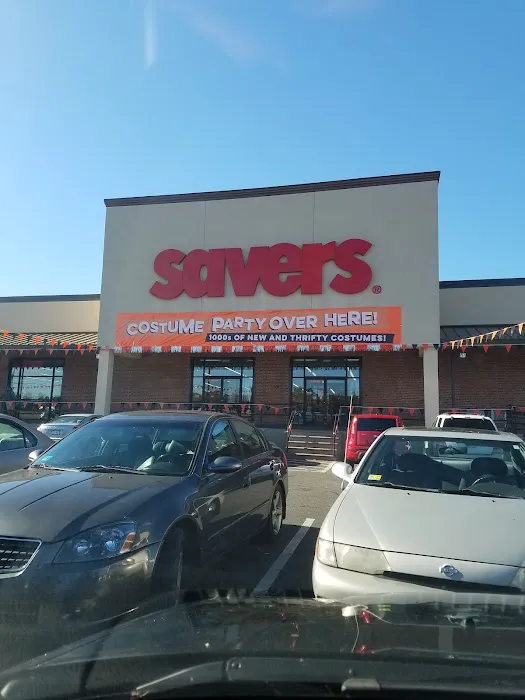 savers®
COSTUME PARTY OVER HERE!
1000s OF NEW AND THRIFTY COSTUMES!